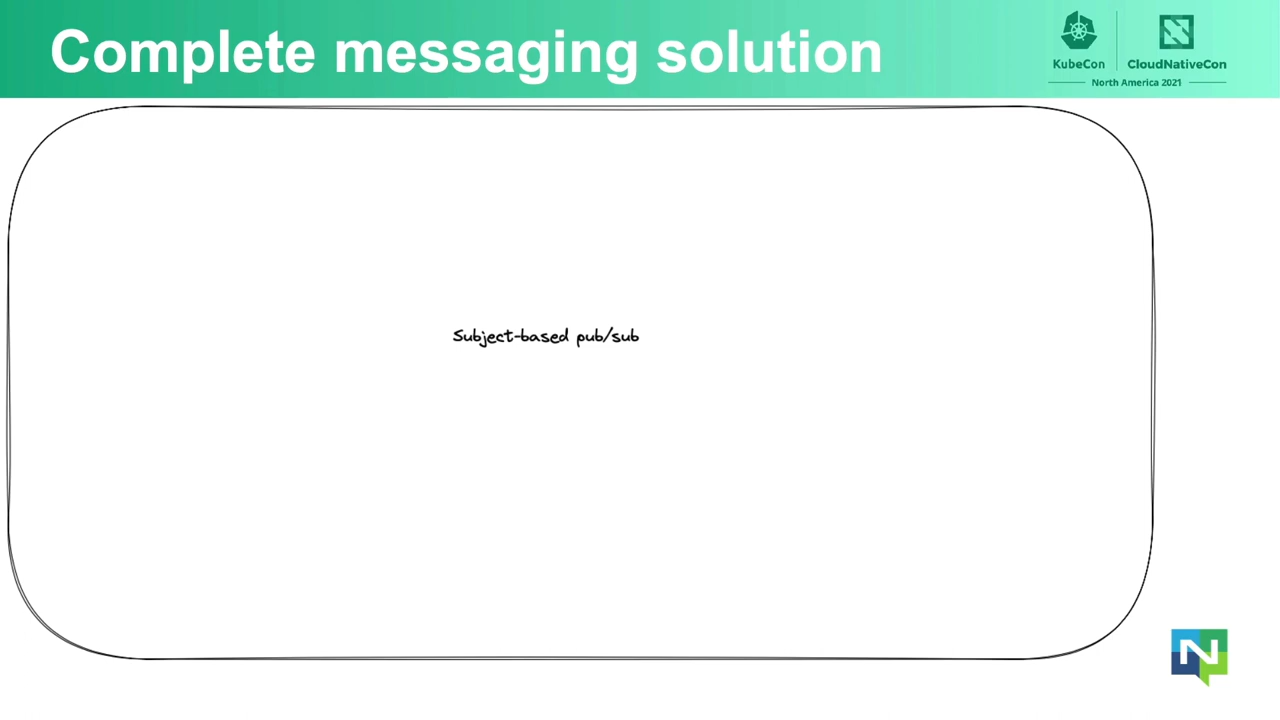 Complete messaging solution
KubeCon
CloudNativeCon
North America 2021
Subject-based pub/sub
N